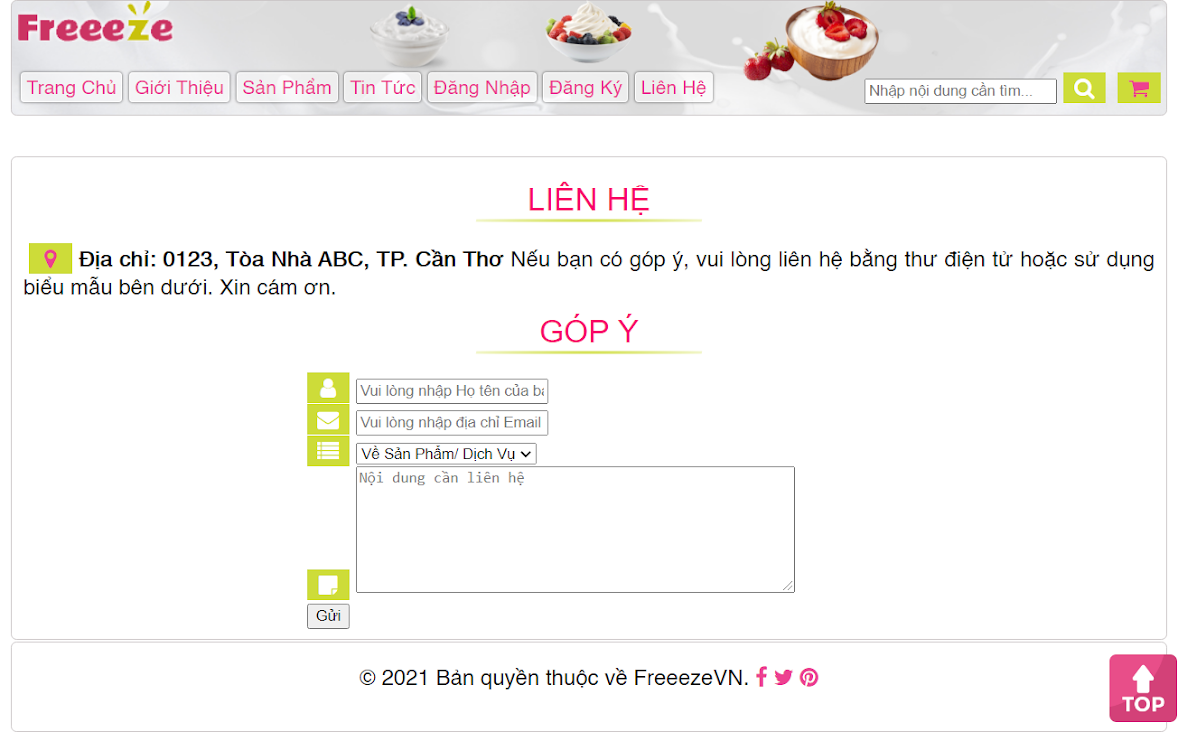 Freeeze
Trang Chủ Giới Thiệu Sản Phẩm Tin Tức Đăng Nhập Đăng Ký Liên Hệ Nhập nội dung cần tìm...
LIÊN HỆ
Địa chỉ: 0123, Tòa Nhà ABC, TP. Cần Thơ Nếu bạn có góp ý, vui lòng liên hệ bằng thư điện tử hoặc sử dụng
biểu mẫu bên dưới. Xin cám ơn.
GÓP Ý
Vui lòng nhập Họ tên của bạ
Vui lòng nhập địa chỉ Email
Về Sản Phẩm/ Dịch Vụ
Nội dung cần liên hệ
Gửi
© 2021 Bản quyền thuộc về FreeezeVN.
TOP